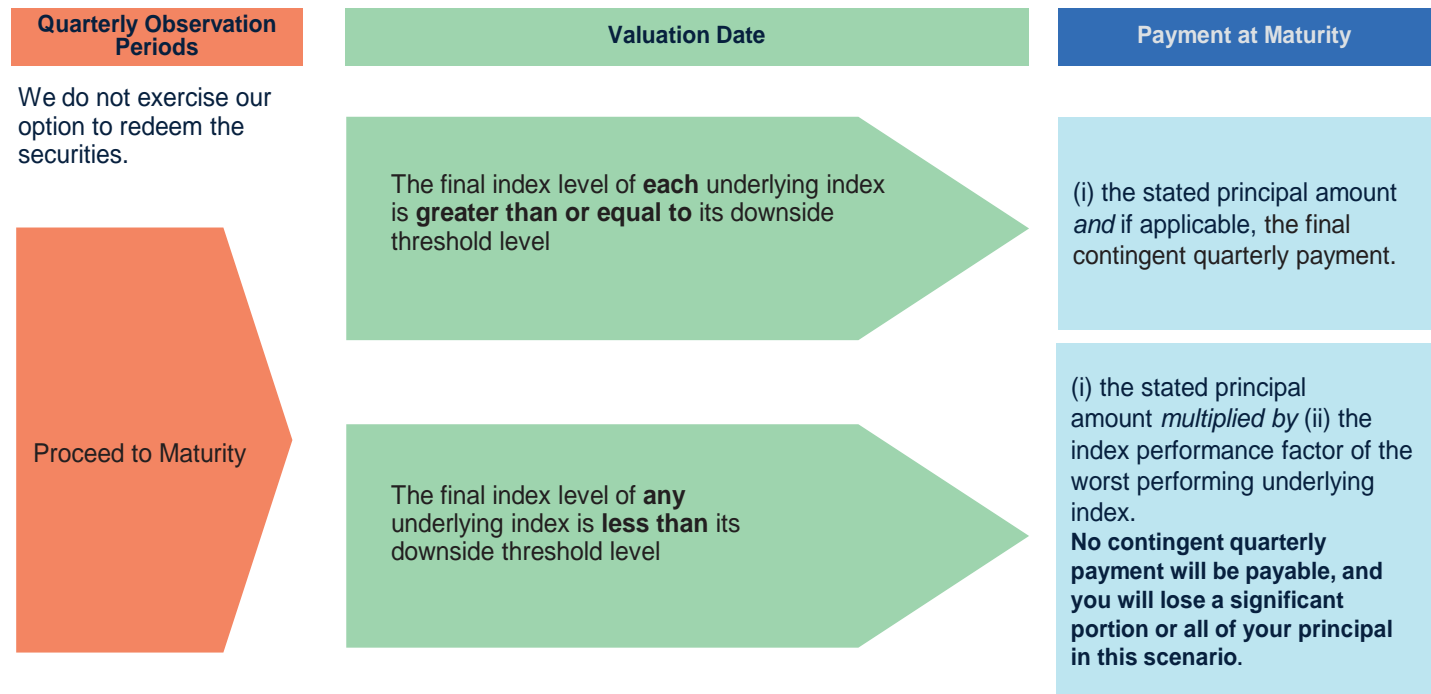 Quarterly Observation
Periods
Valuation Date
Payment at Maturity
We do not exercise our
option to redeem the
securities.
Proceed to Maturity
The final index level of each underlying index
is greater than or equal to its downside
threshold level
(i) the stated principal amount
and if applicable, the final
contingent quarterly payment.
The final index level of any
underlying index is less than its
downside threshold level
(i) the stated principal
amount multiplied by (ii) the
index performance factor of the
worst performing underlying
index.
No contingent quarterly
payment will be payable, and
you will lose a significant
portion or all of your principal
in this scenario.